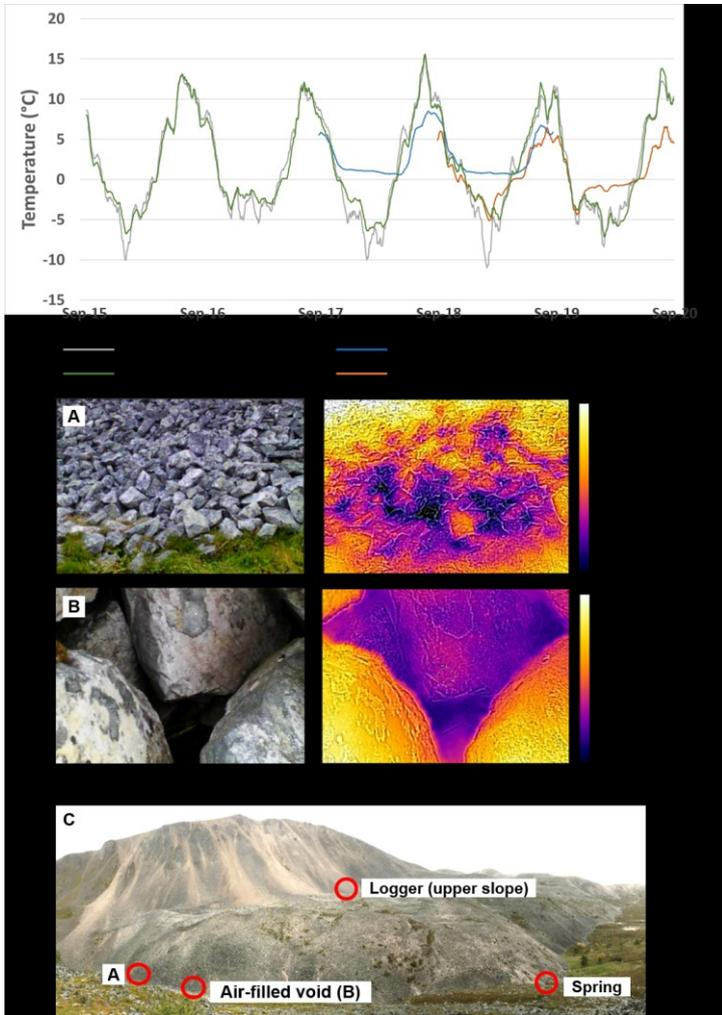 20
15
10
5
0
-5
-10
-15
Temperature (°C)
Sep-15 Sep-16 Sep-17 Sep-18 Sep-19 Sep-20
A
B
C
Logger (upper slope)
A
Air-filled void (B)
Spring